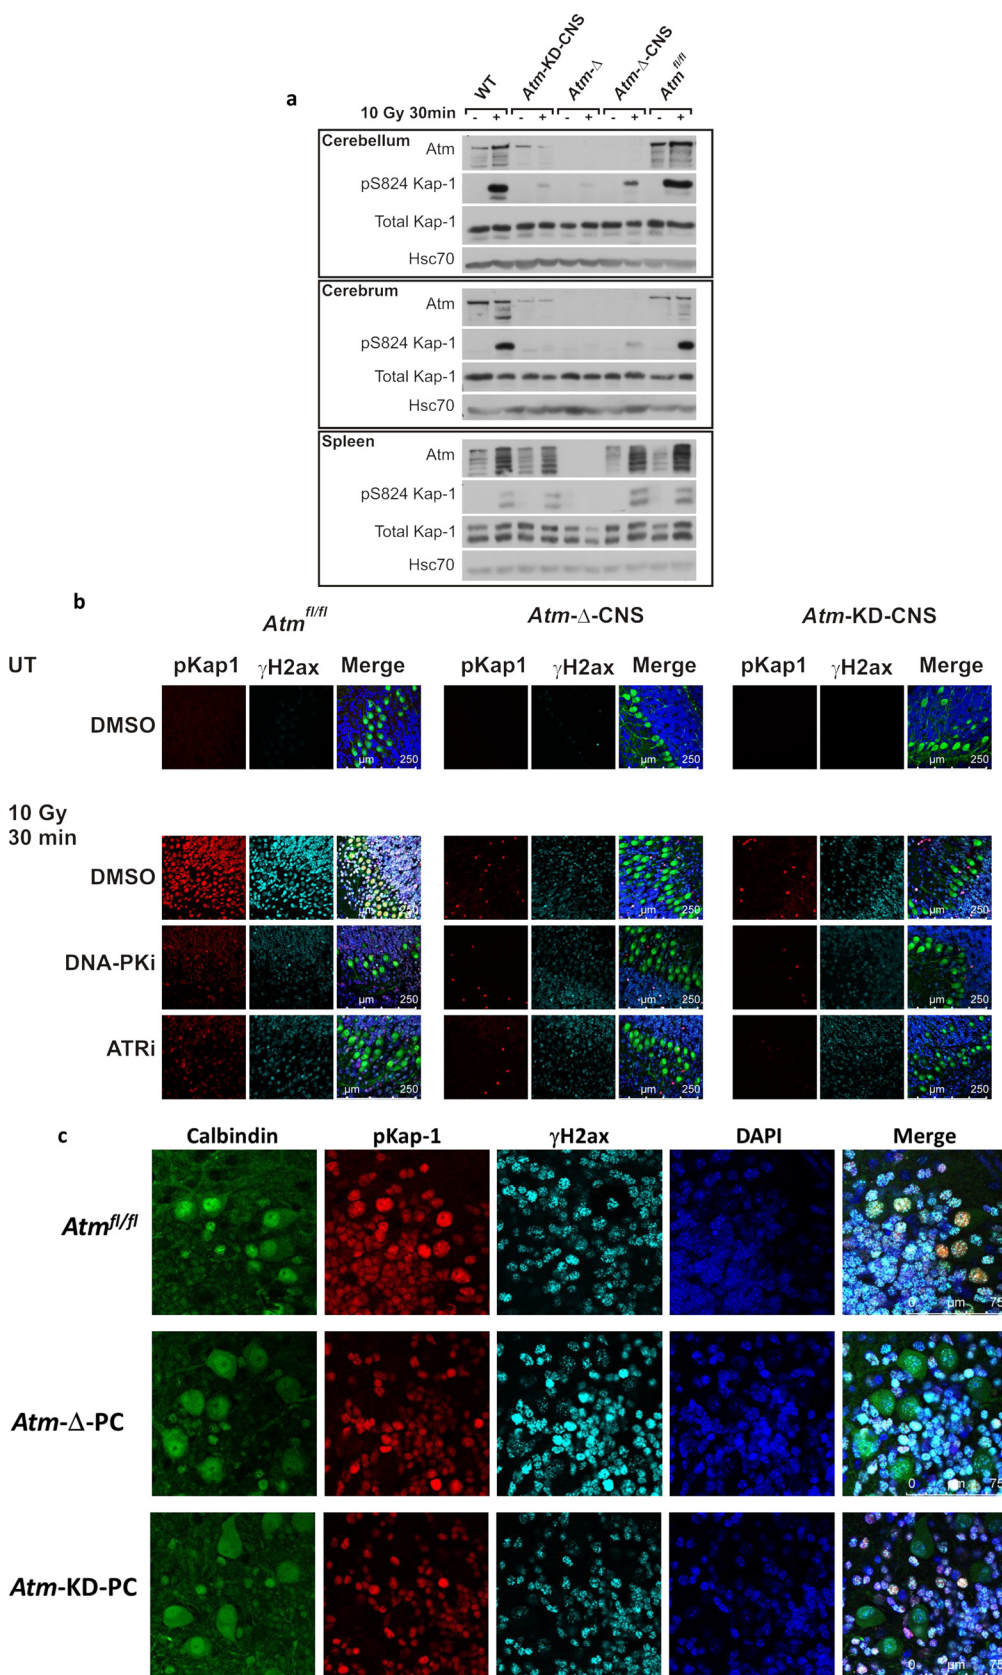 a
WT Atm-KD-CNS Atm-Δ Atm-Δ-CNS Atm fl/fl
10 Gy 30min - + - + - + - + - +
Cerebellum
Atm
pS824 Kap-1
Total Kap-1
Hsc70
Cerebrum
Atm
pS824 Kap-1
Total Kap-1
Hsc70
Spleen
Atm
pS824 Kap-1
Total Kap-1
Hsc70
b
Atm fl/fl Atm-Δ-CNS Atm-KD-CNS
UT
pKap1 γH2ax Merge pKap1 γH2ax Merge pKap1 γH2ax Merge
DMSO
µm 250 µm 250 µm 250
10 Gy
30 min
DMSO
µm 250 µm 250 µm 250
DNA-PKi
µm 250 µm 250 µm 250
ATRi
µm 250 µm 250 µm 250
c
Calbindin pKap-1 γH2ax DAPI Merge
Atm fl/fl
0 µm 75
Atm-Δ-PC
0 µm 75
Atm-KD-PC